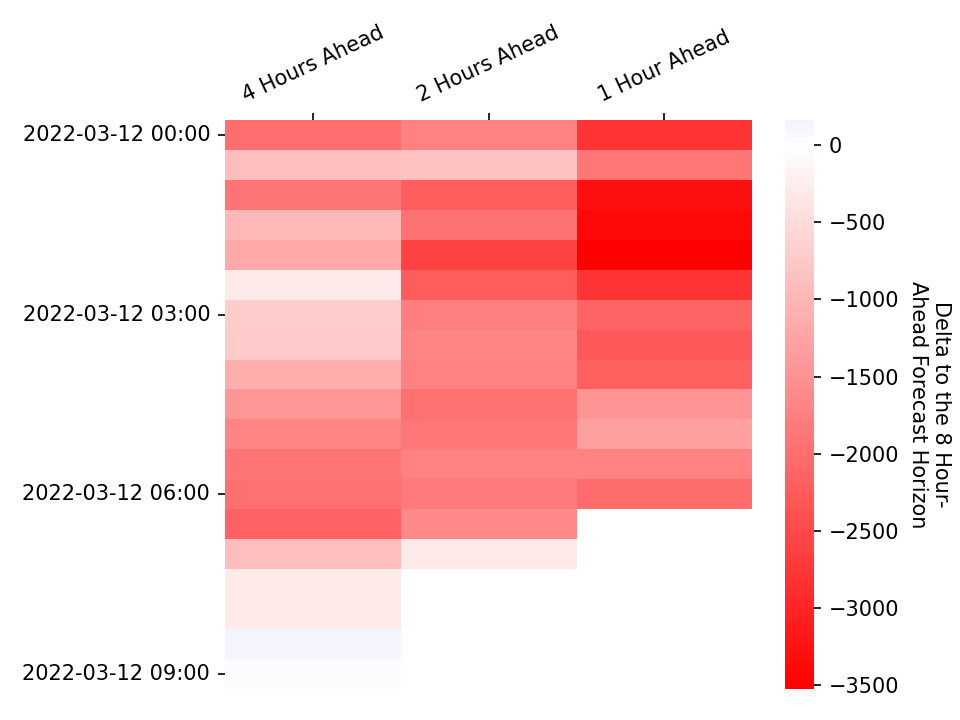 4 Hours Ahead
2 Hours Ahead
1 Hour Ahead
2022-03-12 00:00
2022-03-12 03:00
2022-03-12 06:00
2022-03-12 09:00
0
−500
−1000
−1500
−2000
−2500
−3000
−3500
Delta to the 8 Hour-
Ahead Forecast Horizon